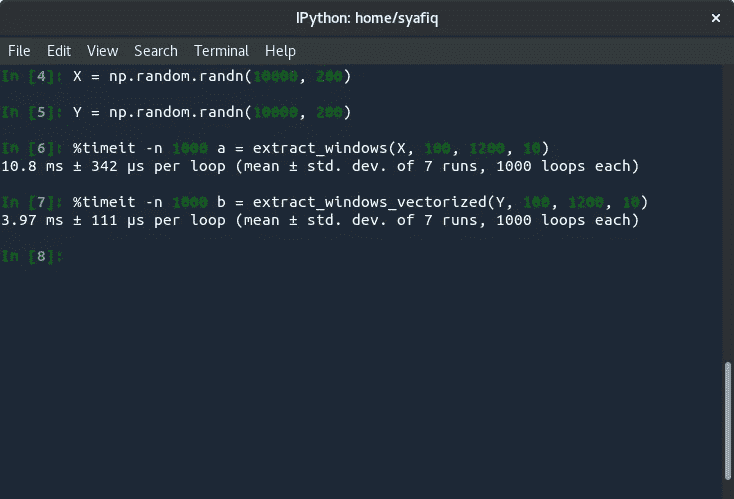 IPython: home/syafiq
×
File Edit View Search Terminal Help
In [4]: X = np.random.randn(10000, 200)
In [5]: Y = np.random.randn(10000, 200)
In [6]: %timeit -n 1000 a = extract_windows(X, 100, 1200, 10)
10.8 ms ± 342 µs per loop (mean ± std. dev. of 7 runs, 1000 loops each)
In [7]: %timeit -n 1000 b = extract_windows_vectorized(Y, 100, 1200, 10)
3.97 ms ± 111 µs per loop (mean ± std. dev. of 7 runs, 1000 loops each)
In [8]: